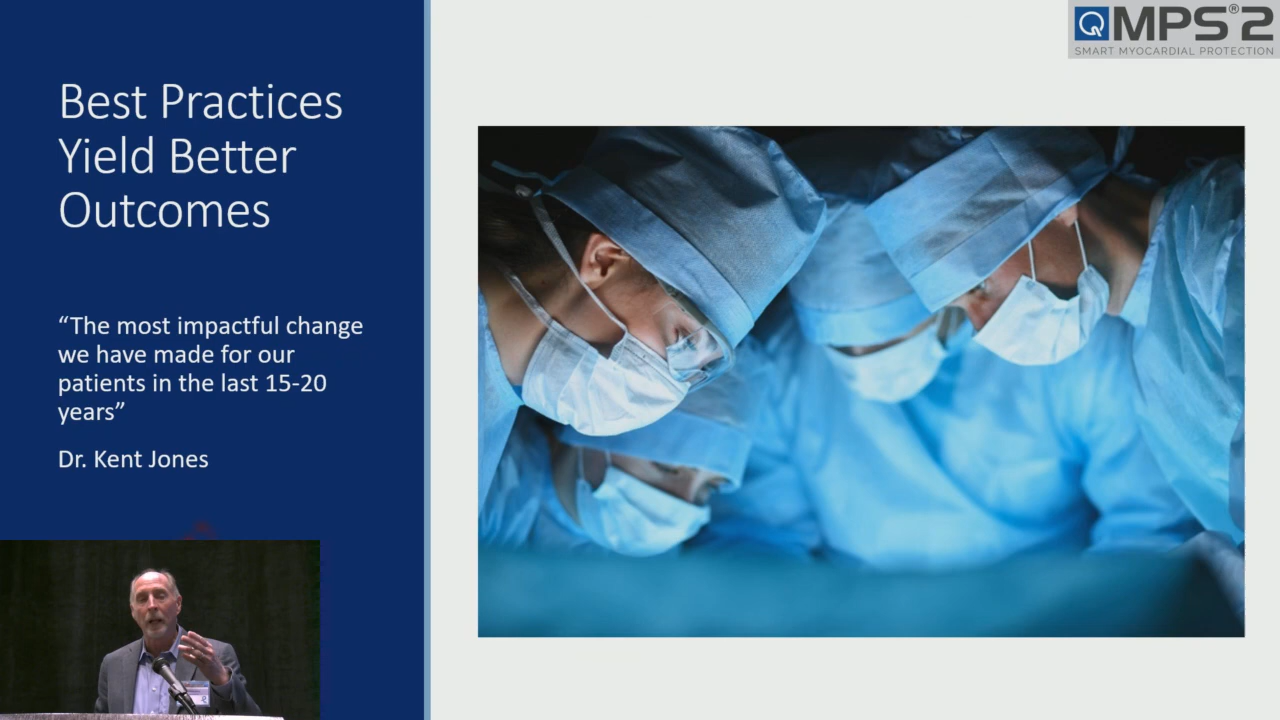 Best Practices
Yield Better
Outcomes
“The most impactful change
we have made for our
patients in the last 15-20
years”
Dr. Kent Jones
QMPS®2
SMART MYOCARDIAL PROTECTION